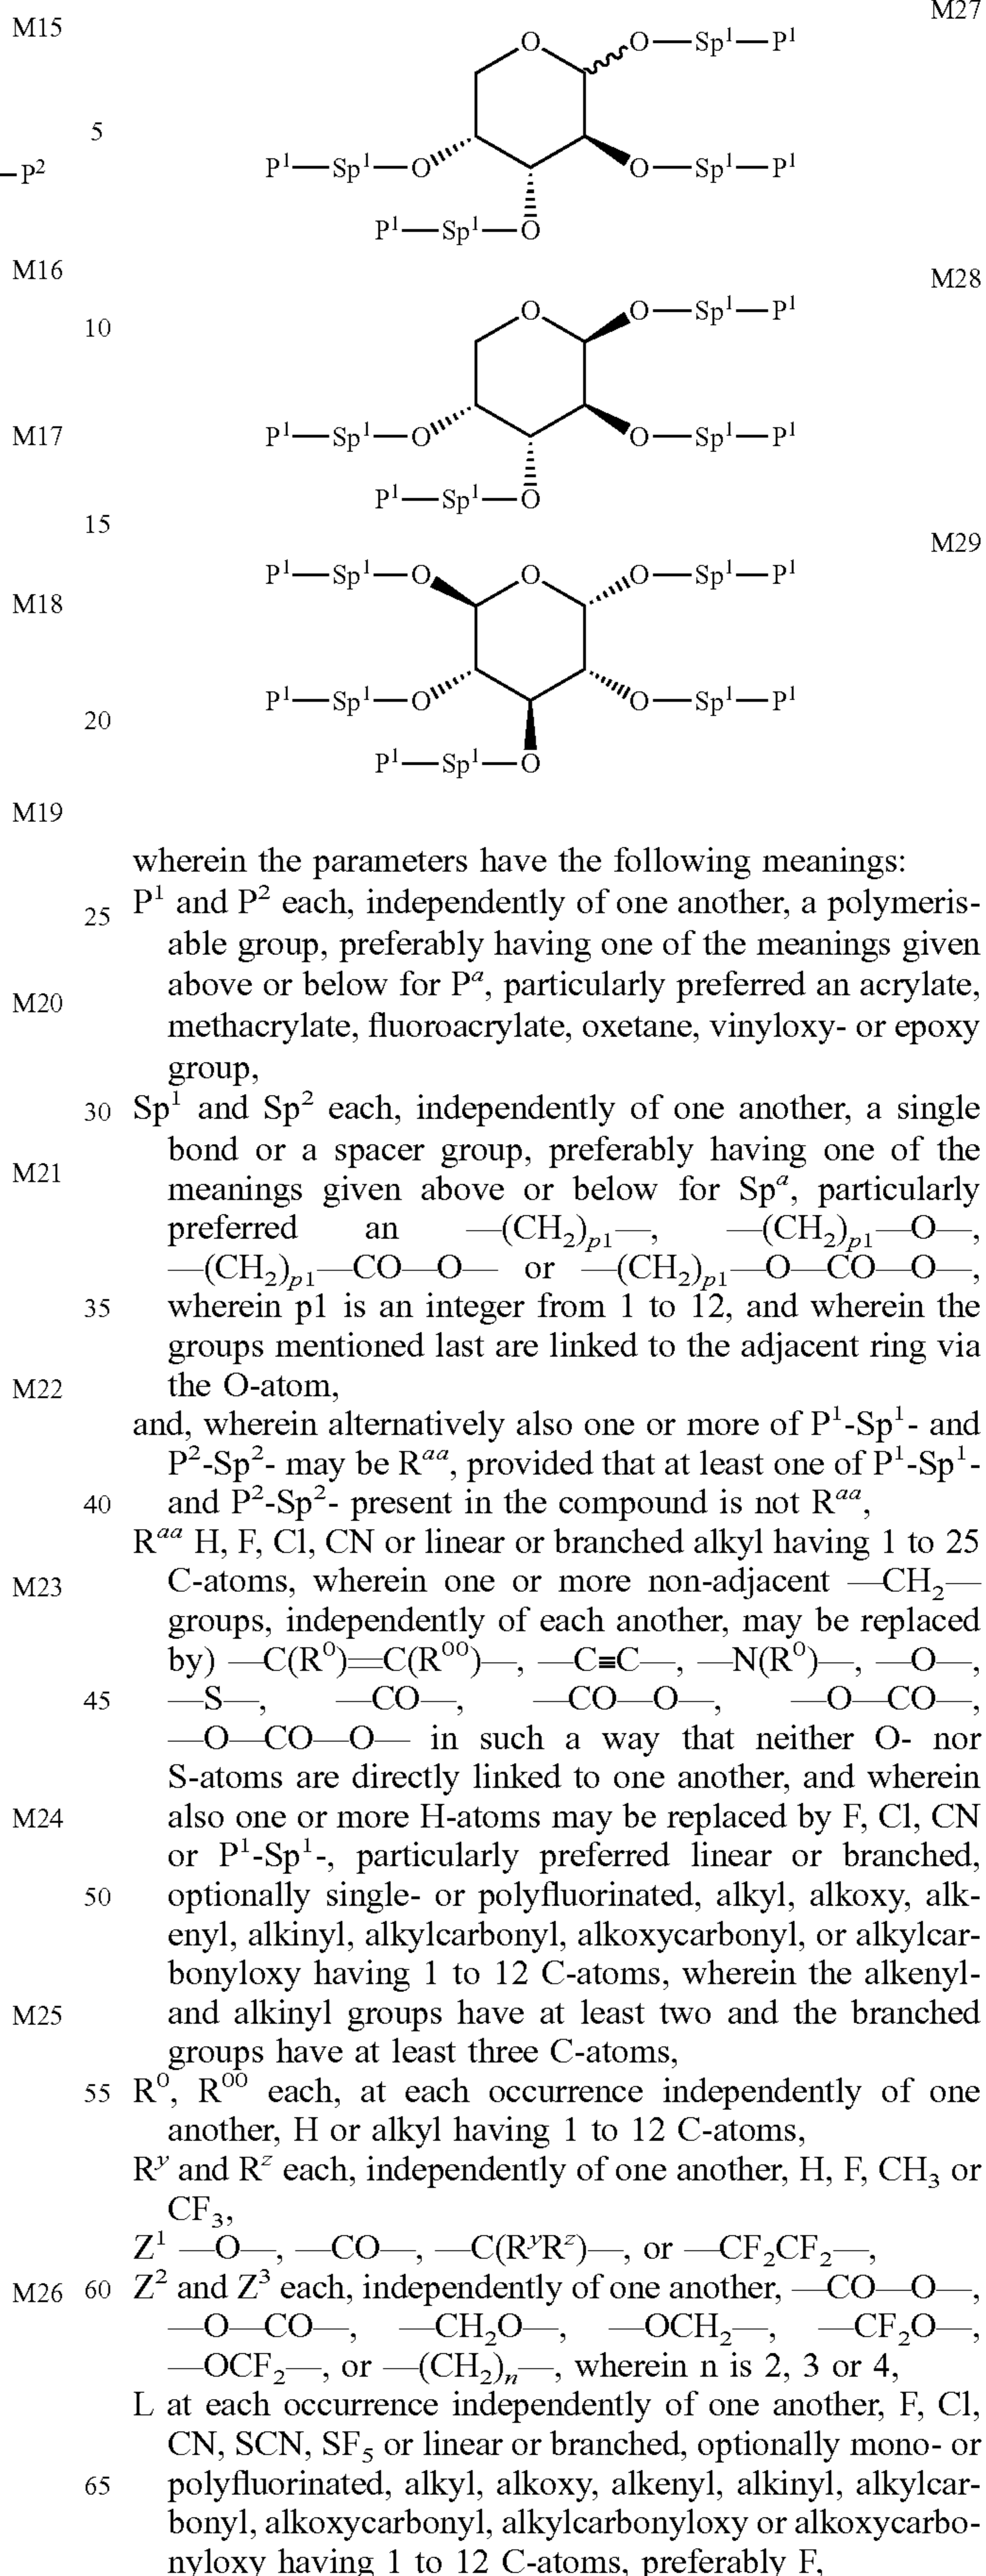 M15
M27
O
O—Sp¹—P¹
5
—P²
P¹—Sp¹—O
O—Sp¹—P¹
P¹—Sp¹—O
M16
M28
O
O—Sp¹—P¹
10
M17
P¹—Sp¹—O
O—Sp¹—P¹
P¹—Sp¹—O
15
M29
P¹—Sp¹—O
O
O—Sp¹—P¹
M18
P¹—Sp¹—O
O—Sp¹—P¹
20
P¹—Sp¹—O
M19
wherein the parameters have the following meanings:
25 P¹ and P² each, independently of one another, a polymeris-
able group, preferably having one of the meanings given
M20 above or below for Pᵃ, particularly preferred an acrylate,
methacrylate, fluoroacrylate, oxetane, vinyloxy- or epoxy
group,
30 Sp¹ and Sp² each, independently of one another, a single
bond or a spacer group, preferably having one of the
M21 meanings given above or below for Spᵃ, particularly
preferred an —(CH₂)p1—, —(CH₂)p1—O—,
—(CH₂)p1—CO—O— or —(CH₂)p1—O—CO—O—,
35 wherein p1 is an integer from 1 to 12, and wherein the
groups mentioned last are linked to the adjacent ring via
M22 the O-atom,
and, wherein alternatively also one or more of P¹-Sp¹- and
P²-Sp²- may be Rᵃᵃ, provided that at least one of P¹-Sp¹-
40 and P²-Sp²- present in the compound is not Rᵃᵃ,
Rᵃᵃ H, F, Cl, CN or linear or branched alkyl having 1 to 25
M23 C-atoms, wherein one or more non-adjacent —CH₂—
groups, independently of each another, may be replaced
by) —C(R⁰)=C(R⁰⁰)—, —C≡C—, —N(R⁰)—, —O—,
45 —S—, —CO—, —CO—O—, —O—CO—,
—O—CO—O— in such a way that neither O- nor
S-atoms are directly linked to one another, and wherein
M24 also one or more H-atoms may be replaced by F, Cl, CN
or P¹-Sp¹-, particularly preferred linear or branched,
50 optionally single- or polyfluorinated, alkyl, alkoxy, alk-
enyl, alkinyl, alkylcarbonyl, alkoxycarbonyl, or alkylcar-
bonyloxy having 1 to 12 C-atoms, wherein the alkenyl-
M25 and alkinyl groups have at least two and the branched
groups have at least three C-atoms,
55 R⁰, R⁰⁰ each, at each occurrence independently of one
another, H or alkyl having 1 to 12 C-atoms,
Rʸ and Rᶻ each, independently of one another, H, F, CH₃ or
CF₃,
Z¹ —O—, —CO—, —C(RʸRᶻ)—, or —CF₂CF₂—,
M26 60 Z² and Z³ each, independently of one another, —CO—O—,
—O—CO—, —CH₂O—, —OCH₂—, —CF₂O—,
—OCF₂—, or —(CH₂)ₙ—, wherein n is 2, 3 or 4,
L at each occurrence independently of one another, F, Cl,
CN, SCN, SF₅ or linear or branched, optionally mono- or
65 polyfluorinated, alkyl, alkoxy, alkenyl, alkinyl, alkylcar-
bonyl, alkoxycarbonyl, alkylcarbonyloxy or alkoxycarbo-
nyloxy having 1 to 12 C-atoms, preferably F,